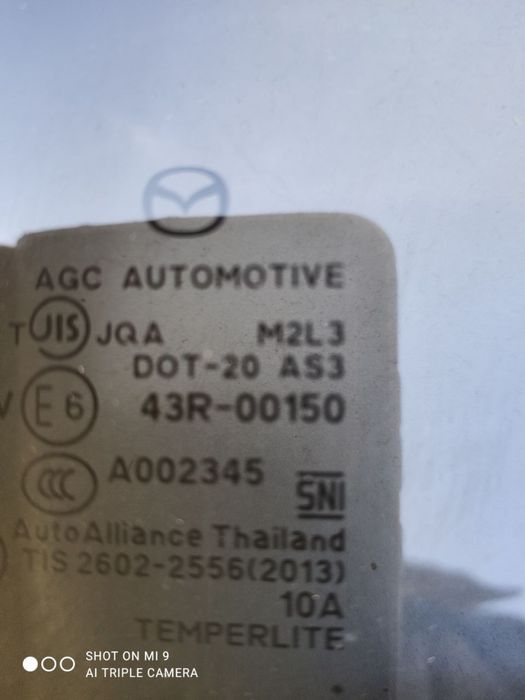 AGC AUTOMOTIVE
T JIS JQA M2L3
DOT-20 AS3
V E6 43R-00150
CCC A002345 SNI
AutoAlliance Thailand
TIS 2602-2556(2013)
10A
TEMPERLITE
SHOT ON MI 9
AI TRIPLE CAMERA